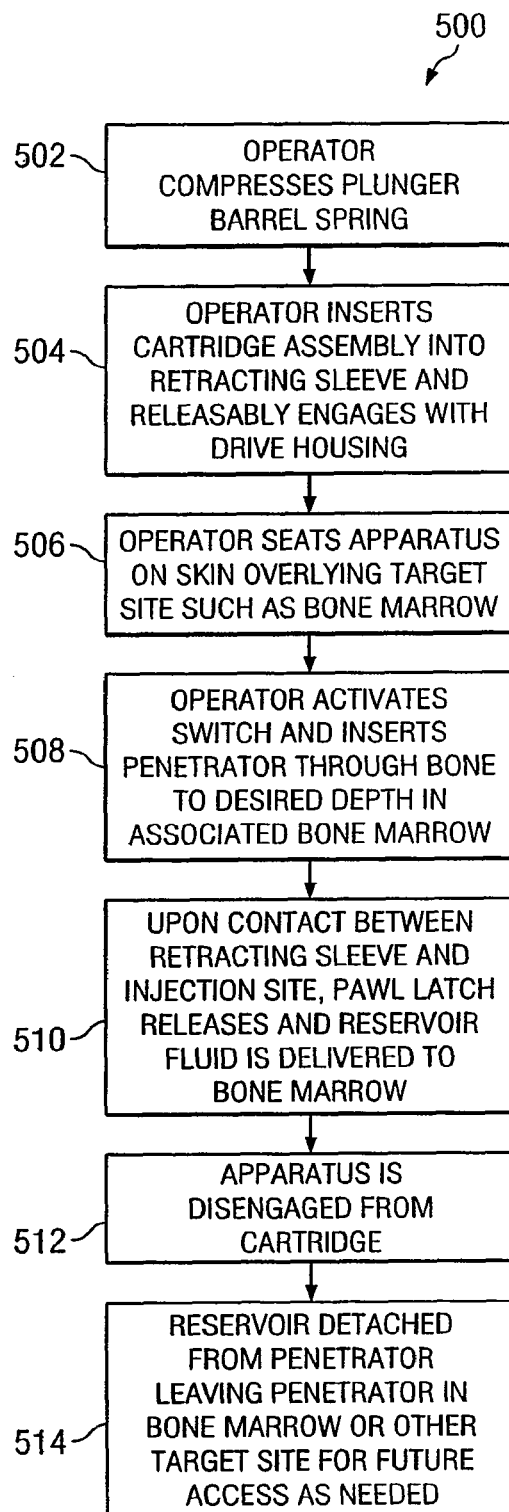 500
502
OPERATOR
COMPRESSES PLUNGER
BARREL SPRING
504
OPERATOR INSERTS
CARTRIDGE ASSEMBLY INTO
RETRACTING SLEEVE AND
RELEASABLY ENGAGES WITH
DRIVE HOUSING
506
OPERATOR SEATS APPARATUS
ON SKIN OVERLYING TARGET
SITE SUCH AS BONE MARROW
508
OPERATOR ACTIVATES
SWITCH AND INSERTS
PENETRATOR THROUGH BONE
TO DESIRED DEPTH IN
ASSOCIATED BONE MARROW
510
UPON CONTACT BETWEEN
RETRACTING SLEEVE AND
INJECTION SITE, PAWL LATCH
RELEASES AND RESERVOIR
FLUID IS DELIVERED TO
BONE MARROW
512
APPARATUS IS
DISENGAGED FROM
CARTRIDGE
514
RESERVOIR DETACHED
FROM PENETRATOR
LEAVING PENETRATOR IN
BONE MARROW OR OTHER
TARGET SITE FOR FUTURE
ACCESS AS NEEDED